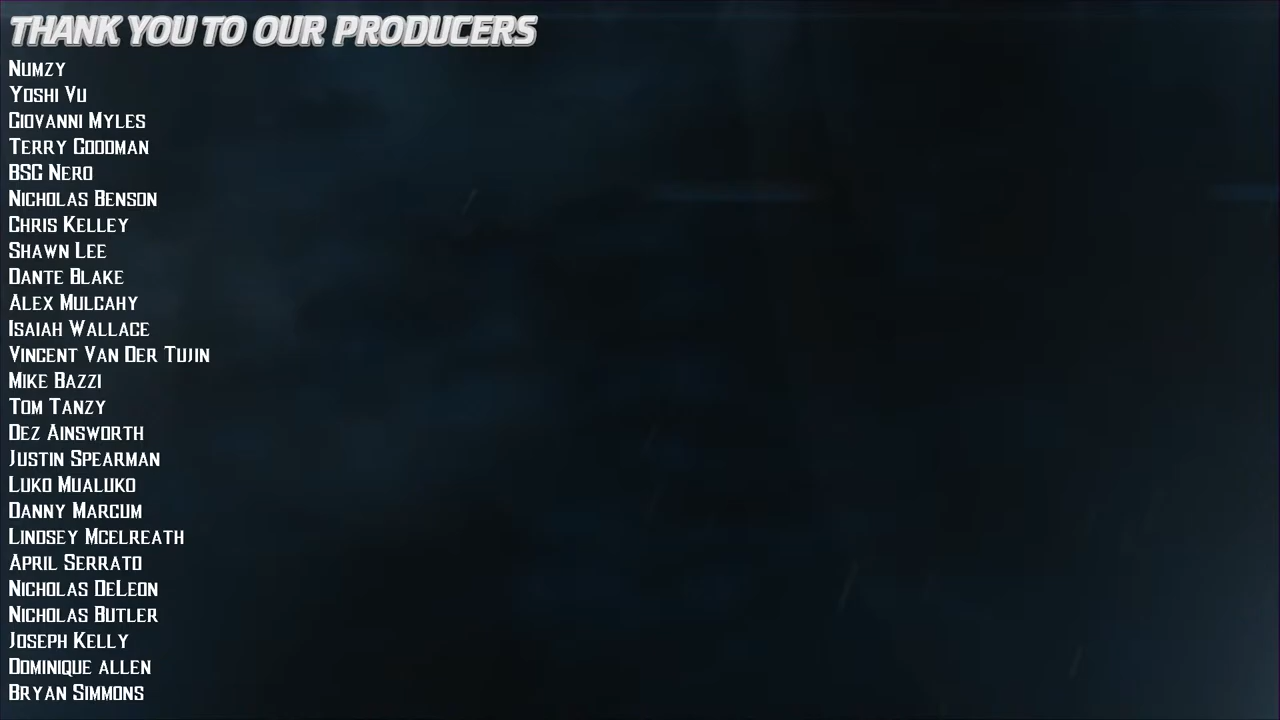 THANK YOU TO OUR PRODUCERS
NUMZY
YOSHI VU
GIOVANNI MYLES
TERRY GOODMAN
BSG NERO
NICHOLAS BENSON
CHRIS KELLEY
SHAWN LEE
DANTE BLAKE
ALEX MULCAHY
ISAIAH WALLACE
VINCENT VAN DER TUJIN
MIKE BAZZI
TOM TANZY
DEZ AINSWORTH
JUSTIN SPEARMAN
LUKO MUALUKO
DANNY MARCUM
LINDSEY MCELREATH
APRIL SERRATO
NICHOLAS DELEON
NICHOLAS BUTLER
JOSEPH KELLY
DOMINIQUE ALLEN
BRYAN SIMMONS